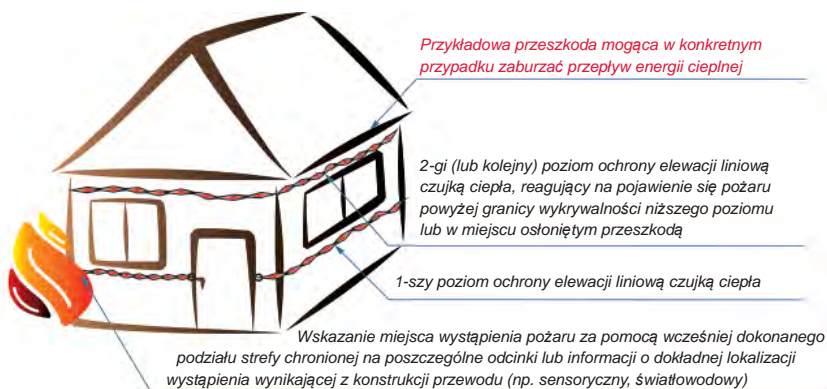 Przykładowa przeszkoda mogąca w konkretnym
przypadku zaburzać przepływ energii cieplnej
2-gi (lub kolejny) poziom ochrony elewacji liniową
czujką ciepła, reagujący na pojawienie się pożaru
powyżej granicy wykrywalności niższego poziomu
lub w miejscu osłoniętym przeszkodą
1-szy poziom ochrony elewacji liniową czujką ciepła
Wskazanie miejsca wystąpienia pożaru za pomocą wcześniej dokonanego
podziału strefy chronionej na poszczególne odcinki lub informacji o dokładnej lokalizacji
wystąpienia wynikającej z konstrukcji przewodu (np. sensoryczny, światłowodowy)